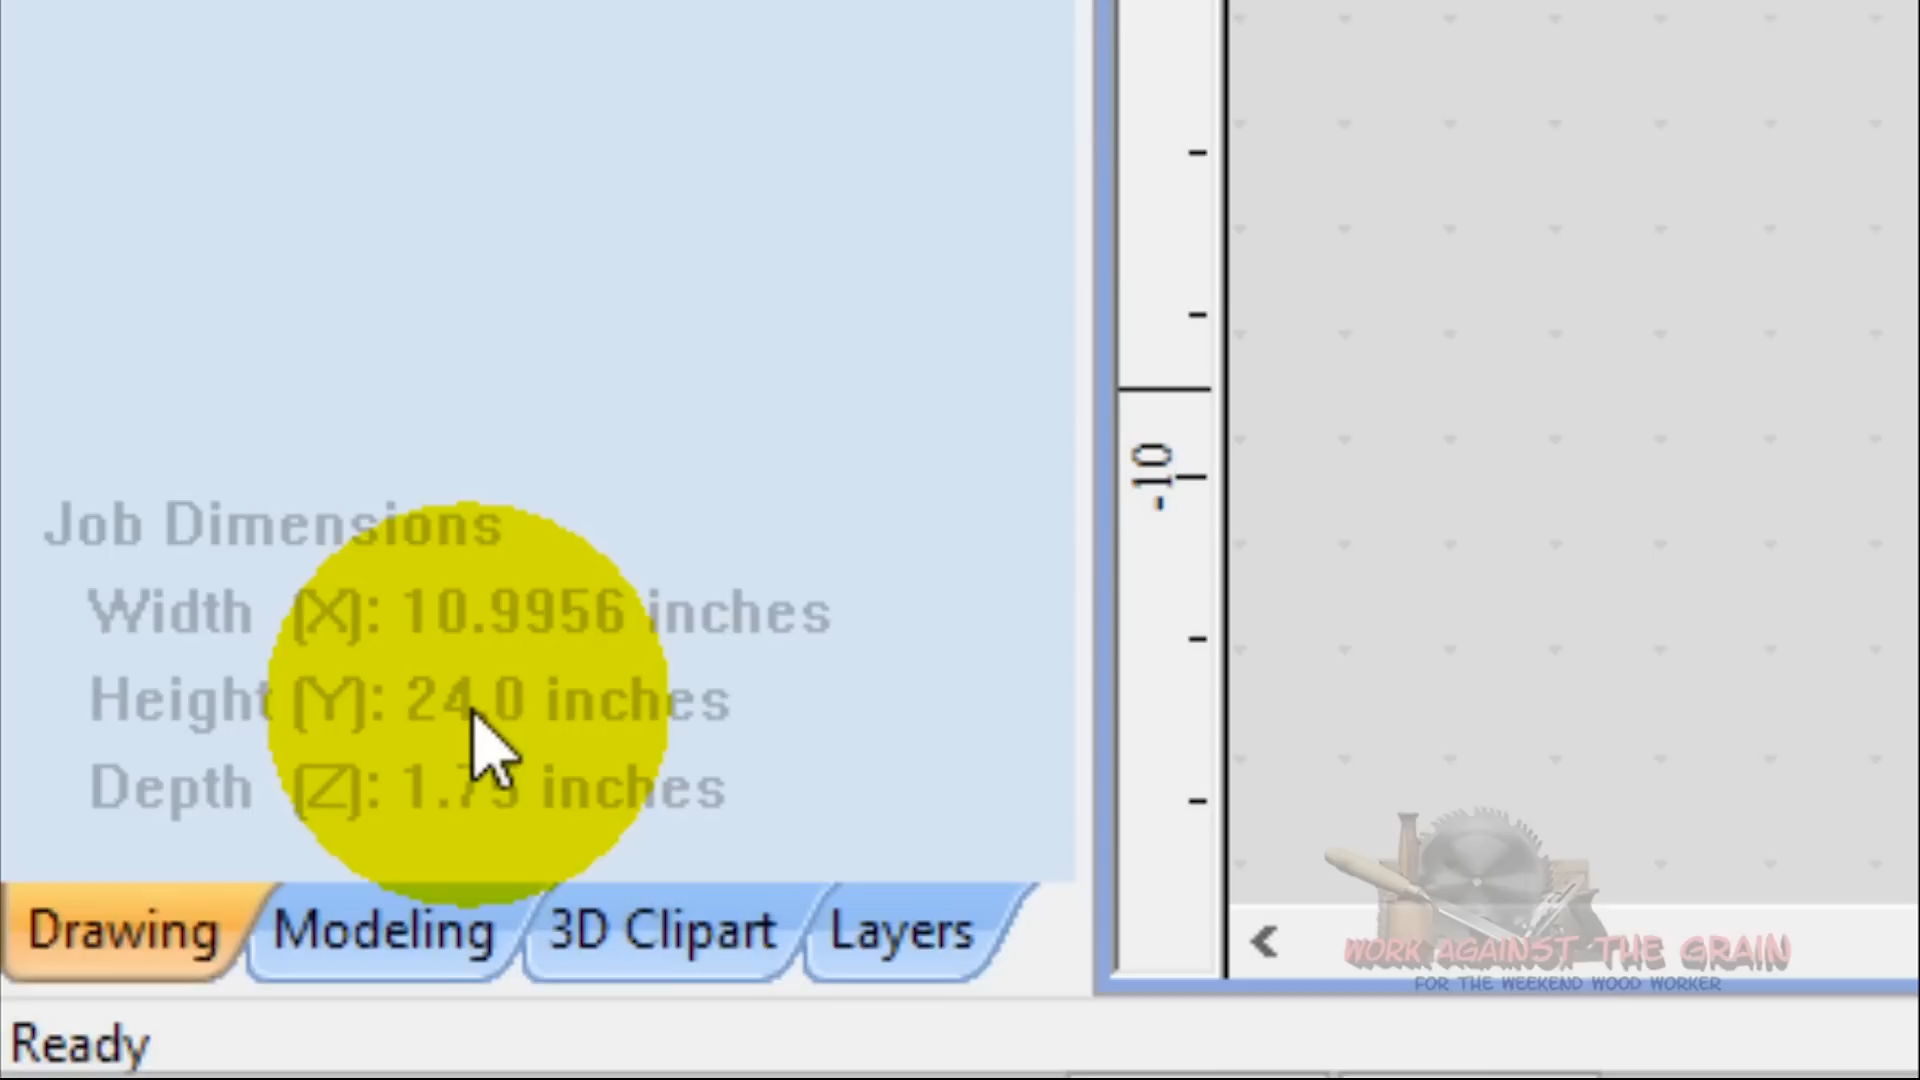 Job Dimensions
Width (X): 10.9956 inches
Height (Y): 24.0 inches
Depth (Z): 1.75 inches
-10
Drawing Modeling 3D Clipart Layers
WORK AGAINST THE GRAIN
FOR THE WEEKEND WOOD WORKER
Ready